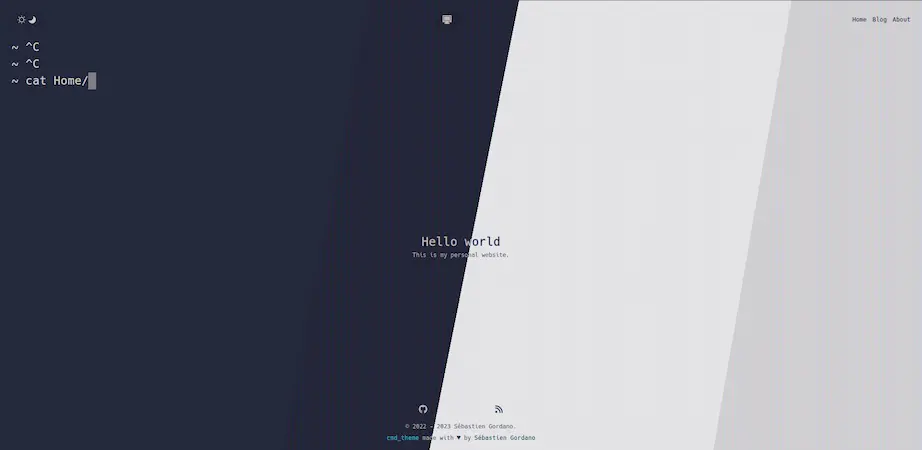 Home Blog About
~ ^C
~ ^C
~ cat Home/
Hello world
This is my personal website.
© 2022 - 2023 Sébastien Gordano.
cmd_theme made with ♥ by Sébastien Gordano